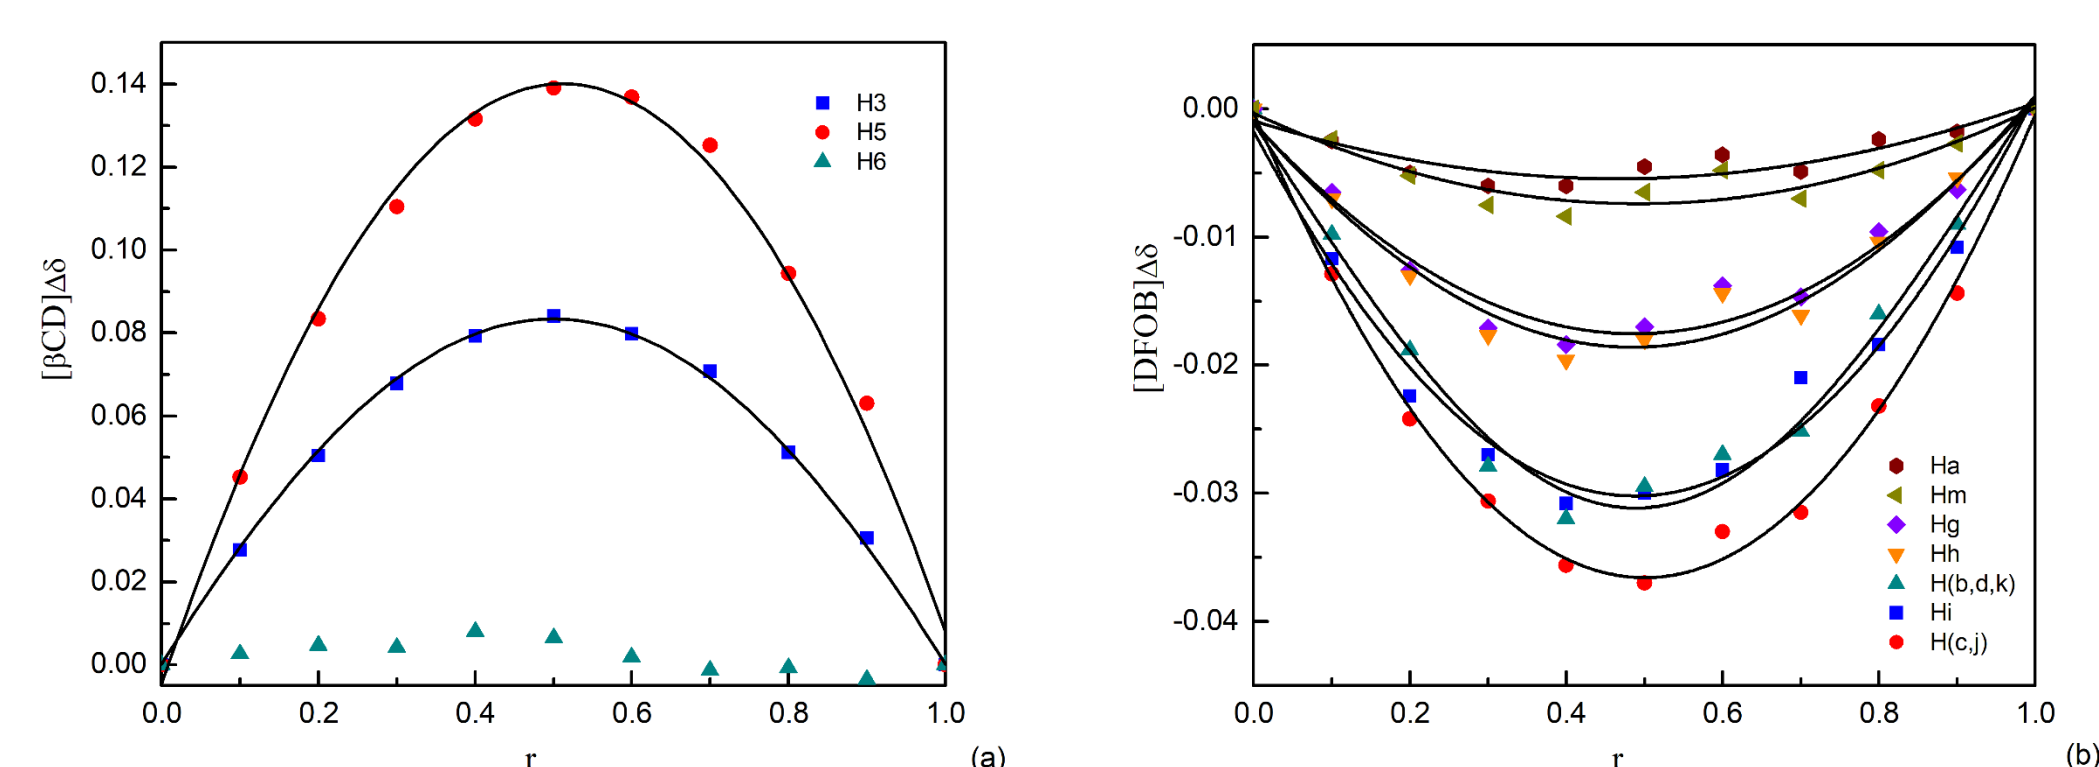 [βCD]Δδ
0.14
0.12
0.10
0.08
0.06
0.04
0.02
0.00
0.0 0.2 0.4 0.6 0.8 1.0
r
(a)
H3
H5
H6
[DFOB]Δδ
0.00
-0.01
-0.02
-0.03
-0.04
0.0 0.2 0.4 0.6 0.8 1.0
r
(b)
Ha
Hm
Hg
Hh
H(b,d,k)
Hi
H(c,j)